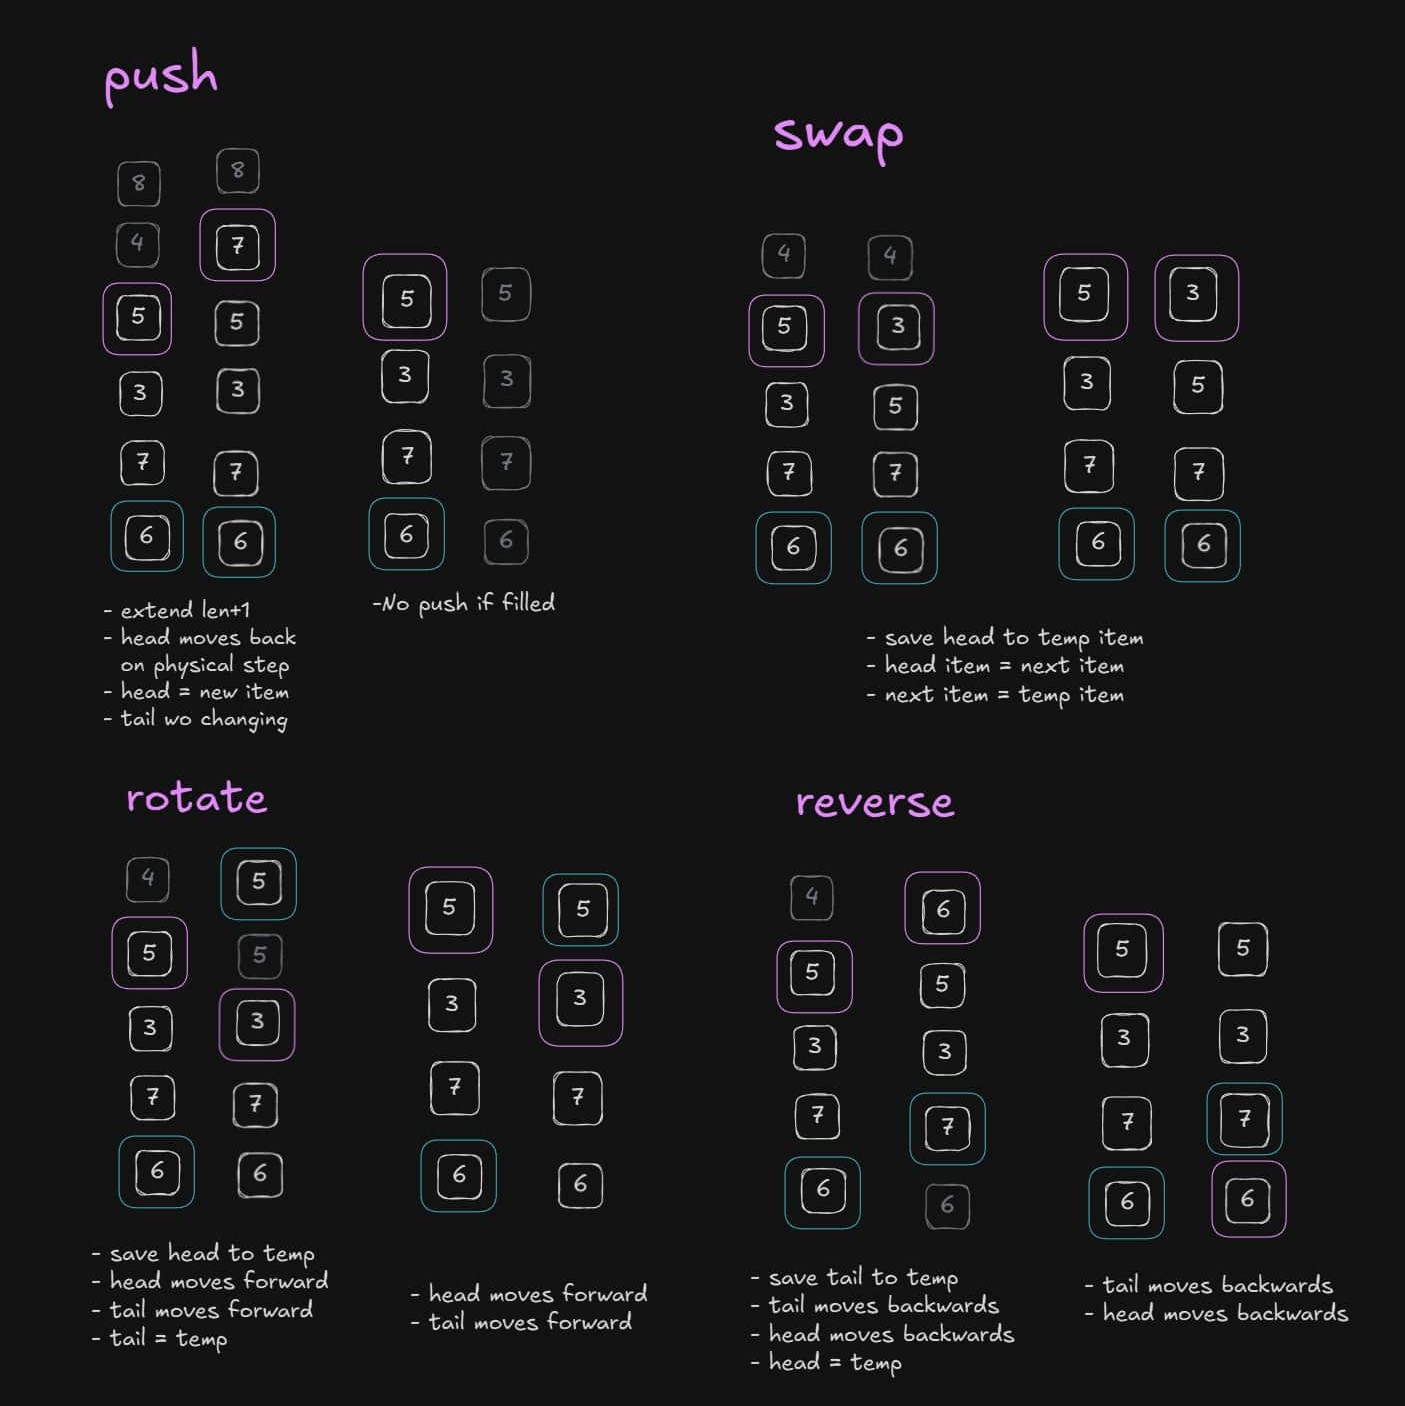 push
8 8
4 7
5 5
3 3
7 7
6 6
5 5
3 3
7 7
6 6
- extend len+1
- head moves back
on physical step
- head = new item
- tail wo changing
-No push if filled
swap
4 4
5 3
3 5
7 7
6 6
5 3
3 5
7 7
6 6
- save head to temp item
- head item = next item
- next item = temp item
rotate
4 5
5 5
3 3
7 7
6 6
5 5
3 3
7 7
6 6
- save head to temp
- head moves forward
- tail moves forward
- tail = temp
- head moves forward
- tail moves forward
reverse
4 6
5 5
3 3
7 7
6 6
5 5
3 3
7 7
6 6
- save tail to temp
- tail moves backwards
- head moves backwards
- head = temp
- tail moves backwards
- head moves backwards